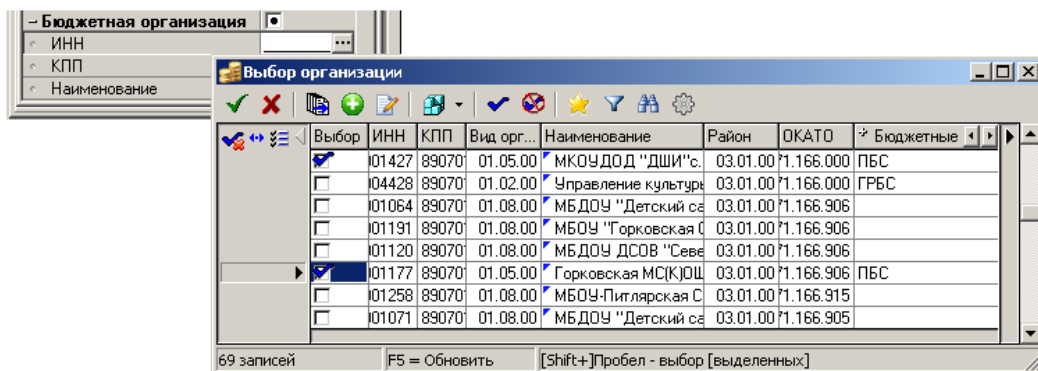 – Бюджетная организация
ИНН
КПП
Наименование
Выбор организации
Выбор ИНН КПП Вид орг... Наименование Район ОКАТО Бюджетные
01427 89070 01.05.00 МКОУДОД "ДШИ"с. 03.01.00 71.166.000 ПБС
04428 89070 01.02.00 Управление культуры 03.01.00 71.166.000 ГРБС
01064 89070 01.08.00 МБДОУ "Детский са 03.01.00 71.166.906
01191 89070 01.08.00 МБОУ "Горковская 03.01.00 71.166.906
01120 89070 01.08.00 МБДОУ ДСОВ "Севе 03.01.00 71.166.906
01177 89070 01.05.00 Горковская МС(К)ОШ 03.01.00 71.166.906 ПБС
01258 89070 01.08.00 МБОУ-Питлярская С 03.01.00 71.166.915
01071 89070 01.08.00 МБДОУ "Детский са 03.01.00 71.166.905
69 записей F5 = Обновить [Shift+]Пробел - выбор [выделенных]